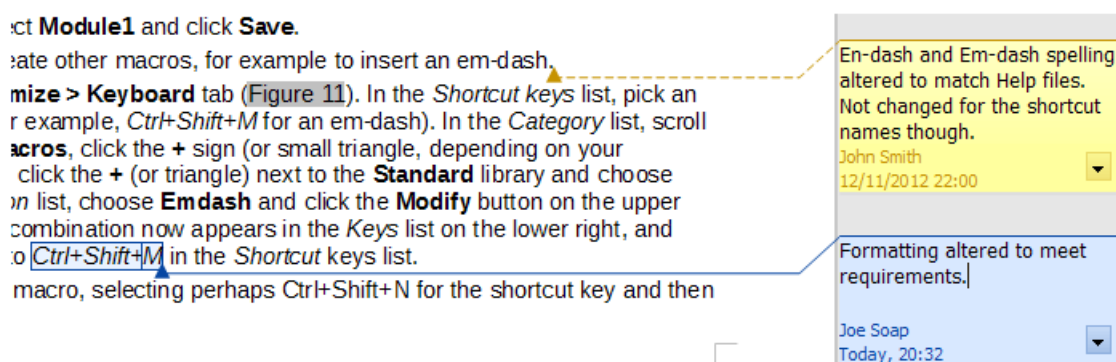 ct Module1 and click Save.
eate other macros, for example to insert an em-dash.
mize > Keyboard tab (Figure 11). In the Shortcut keys list, pick an
r example, Ctrl+Shift+M for an em-dash). In the Category list, scroll
acros, click the + sign (or small triangle, depending on your
click the + (or triangle) next to the Standard library and choose
on list, choose Emdash and click the Modify button on the upper
combination now appears in the Keys list on the lower right, and
to Ctrl+Shift+M in the Shortcut keys list.
macro, selecting perhaps Ctrl+Shift+N for the shortcut key and then
En-dash and Em-dash spelling
altered to match Help files.
Not changed for the shortcut
names though.
John Smith
12/11/2012 22:00
Formatting altered to meet
requirements.
Joe Soap
Today, 20:32